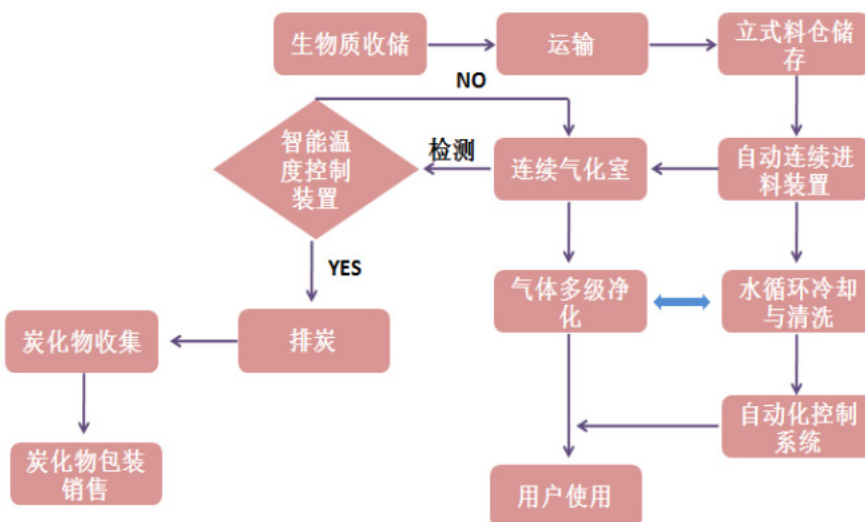 生物质收储
运输
立式料仓储
存
NO
智能温
度控制
装置
检测
连续气化室
自动连续进
料装置
YES
气体多级净
化
水循环冷却
与清洗
炭化物收集
排炭
自动化控制
系统
炭化物包装
销售
用户使用